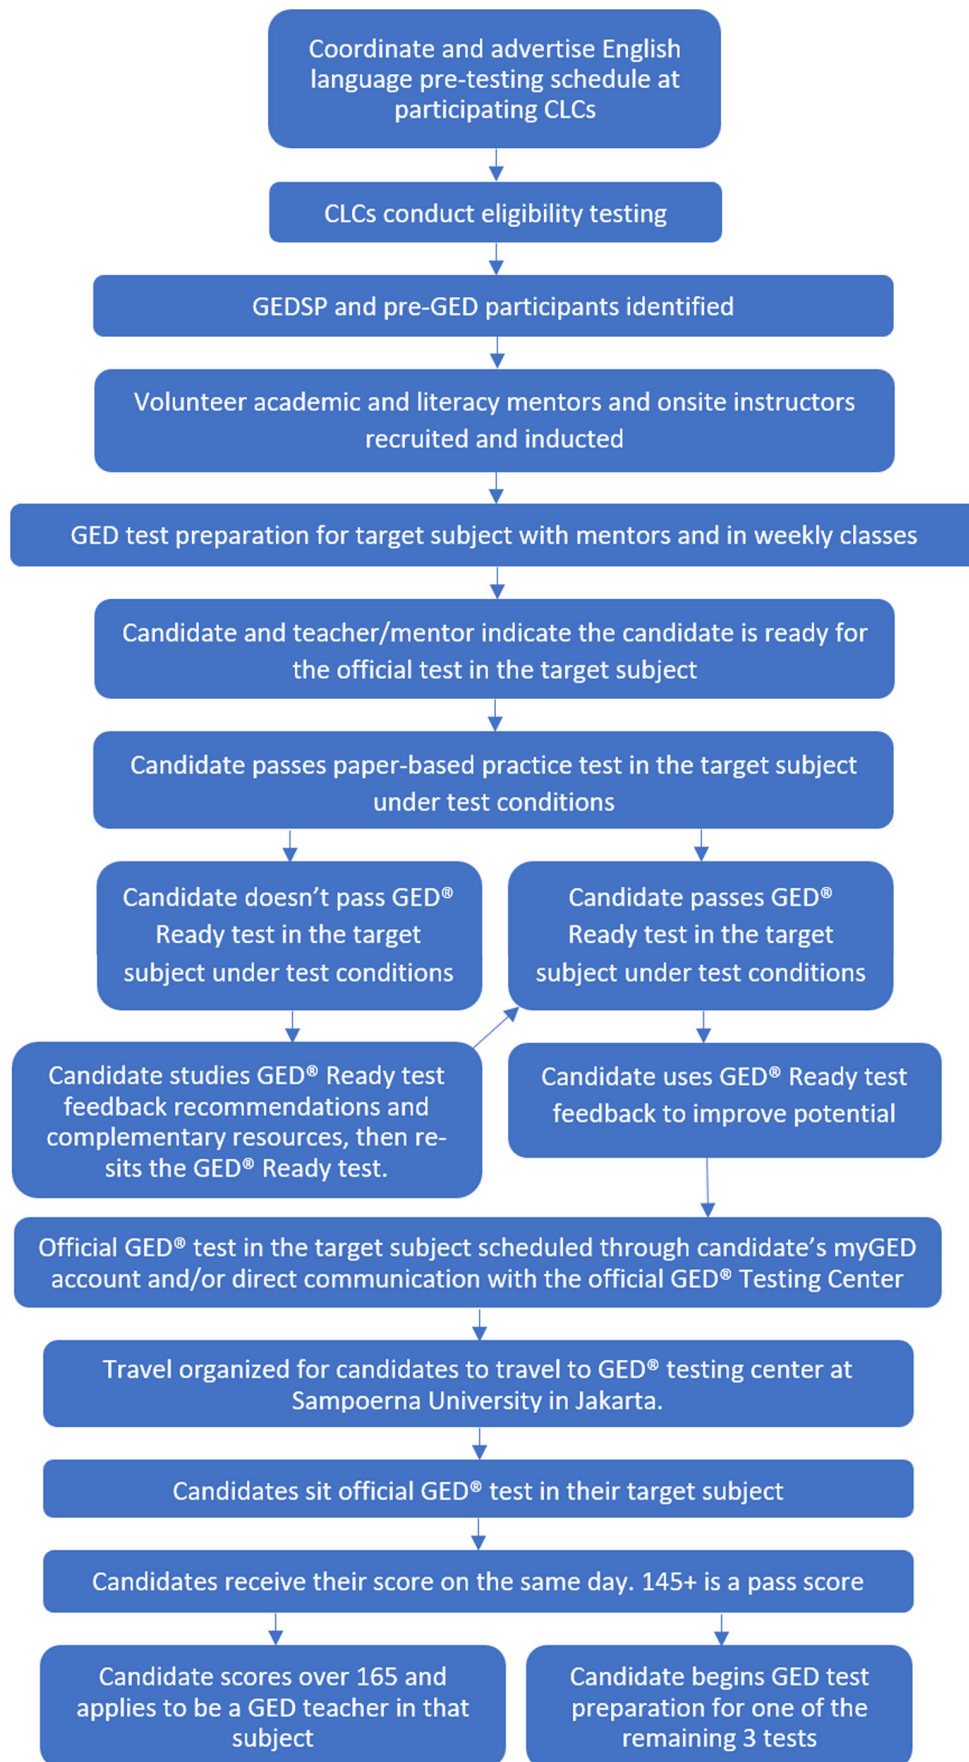 Coordinate and advertise English
language pre-testing schedule at
participating CLCs
CLCs conduct eligibility testing
GEDSP and pre-GED participants identified
Volunteer academic and literacy mentors and onsite instructors
recruited and inducted
GED test preparation for target subject with mentors and in weekly classes
Candidate and teacher/mentor indicate the candidate is ready for
the official test in the target subject
Candidate passes paper-based practice test in the target subject
under test conditions
Candidate doesn’t pass GED®
Ready test in the target
subject under test conditions
Candidate passes GED®
Ready test in the target
subject under test conditions
Candidate studies GED® Ready test
feedback recommendations and
complementary resources, then re-
sits the GED® Ready test.
Candidate uses GED® Ready test
feedback to improve potential
Official GED® test in the target subject scheduled through candidate’s myGED
account and/or direct communication with the official GED® Testing Center
Travel organized for candidates to travel to GED® testing center at
Sampoerna University in Jakarta.
Candidates sit official GED® test in their target subject
Candidates receive their score on the same day. 145+ is a pass score
Candidate scores over 165 and
applies to be a GED teacher in that
subject
Candidate begins GED test
preparation for one of the
remaining 3 tests